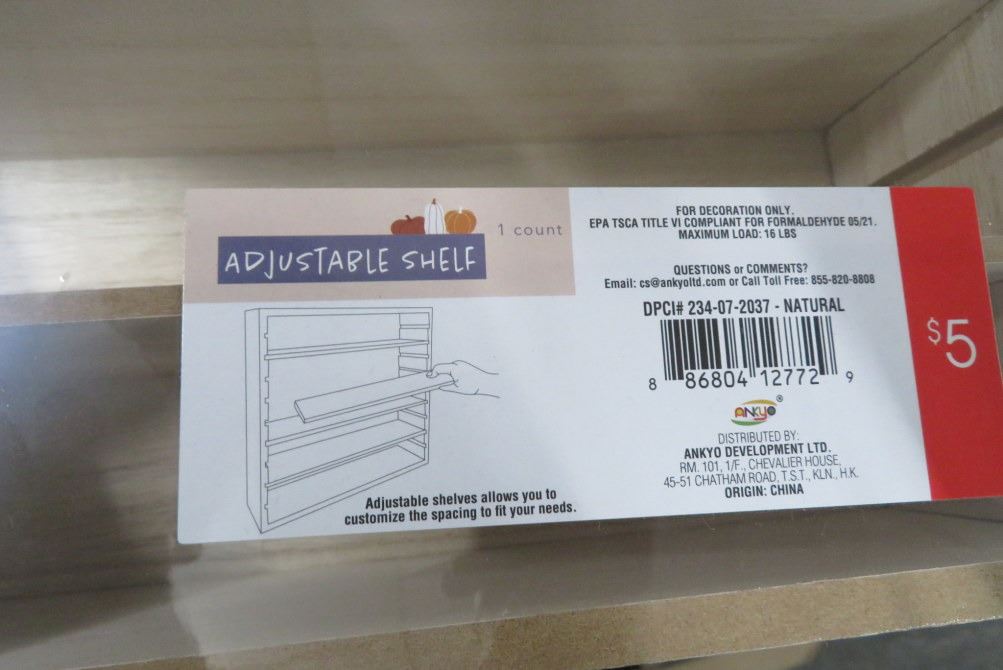 1 count
ADJUSTABLE SHELF
Adjustable shelves allows you to
customize the spacing to fit your needs.
FOR DECORATION ONLY.
EPA TSCA TITLE VI COMPLIANT FOR FORMALDEHYDE 05/21.
MAXIMUM LOAD: 16 LBS
QUESTIONS or COMMENTS?
Email: cs@ankyoltd.com or Call Toll Free: 855-820-8808
DPCI# 234-07-2037 - NATURAL
8 86804 12772 9
ANKYO ®
DISTRIBUTED BY:
ANKYO DEVELOPMENT LTD.
RM. 101, 1/F., CHEVALIER HOUSE,
45-51 CHATHAM ROAD, T.S.T., KLN., H.K.
ORIGIN: CHINA
$5